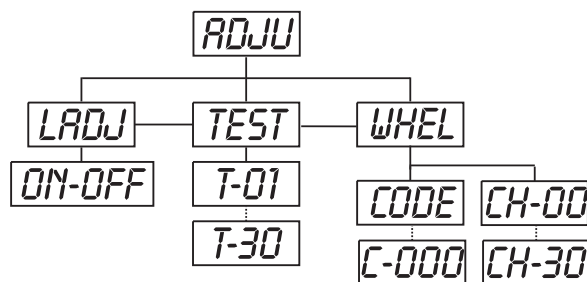 ADJU
LADJ TEST WHEL
ON-OFF T-01 CODE CH-00
T-30 C-000 CH-30